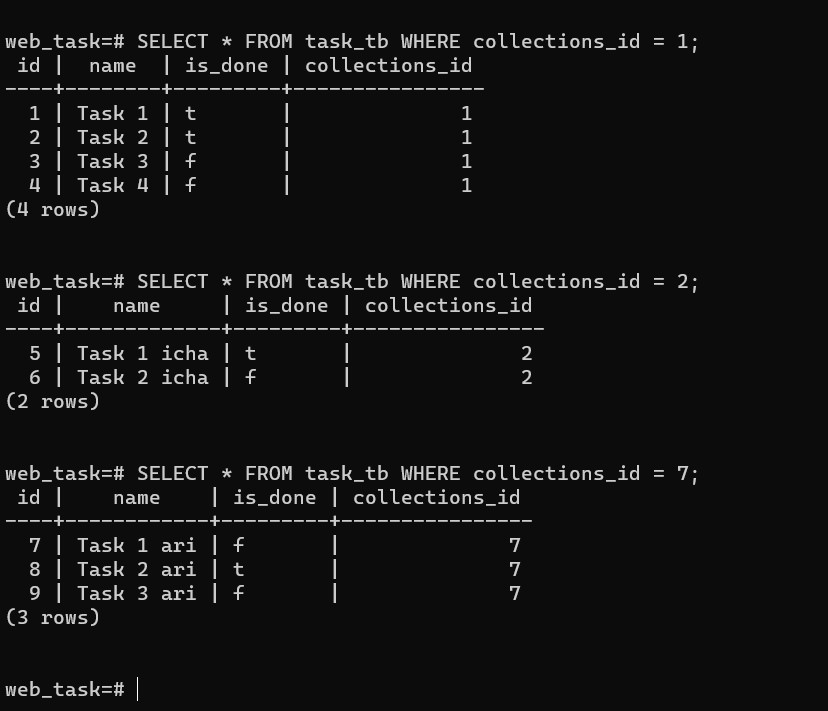 web_task=# SELECT * FROM task_tb WHERE collections_id = 1;
 id |  name  | is_done | collections_id
----+--------+---------+----------------
  1 | Task 1 | t       |              1
  2 | Task 2 | t       |              1
  3 | Task 3 | f       |              1
  4 | Task 4 | f       |              1
(4 rows)
web_task=# SELECT * FROM task_tb WHERE collections_id = 2;
 id |    name     | is_done | collections_id
----+-------------+---------+----------------
  5 | Task 1 icha | t       |              2
  6 | Task 2 icha | f       |              2
(2 rows)
web_task=# SELECT * FROM task_tb WHERE collections_id = 7;
 id |    name    | is_done | collections_id
----+------------+---------+----------------
  7 | Task 1 ari | f       |              7
  8 | Task 2 ari | t       |              7
  9 | Task 3 ari | f       |              7
(3 rows)
web_task=#